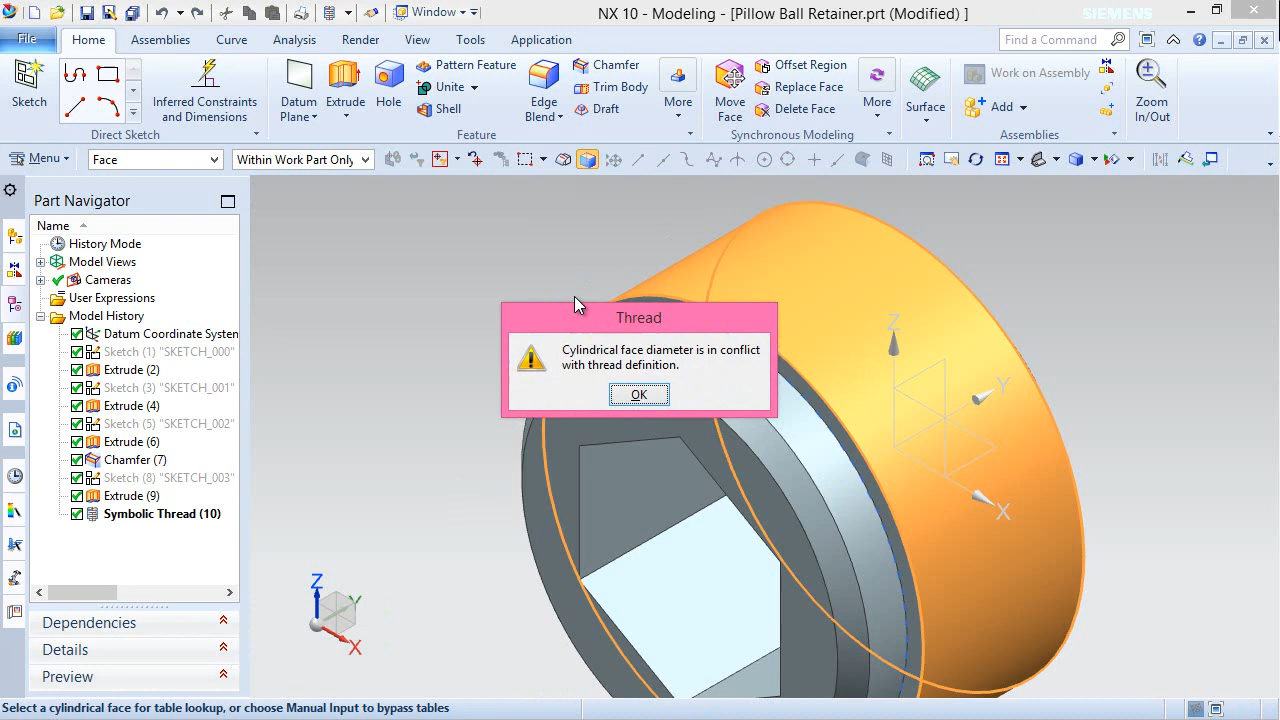 NX 10 - Modeling - [Pillow Ball Retainer.prt (Modified) ]
SIEMENS
Window
File
Home
Assemblies
Curve
Analysis
Render
View
Tools
Application
Find a Command
Sketch
Inferred Constraints
and Dimensions
Direct Sketch
Datum
Plane
Extrude
Hole
Pattern Feature
Unite
Shell
Edge
Blend
Chamfer
Trim Body
Draft
More
Feature
Move
Face
Offset Region
Replace Face
Delete Face
More
Synchronous Modeling
Surface
Work on Assembly
Add
Assemblies
Zoom
In/Out
Menu
Face
Within Work Part Only
Part Navigator
Name
History Mode
Model Views
Cameras
User Expressions
Model History
Datum Coordinate System
Sketch (1) "SKETCH_000"
Extrude (2)
Sketch (3) "SKETCH_001"
Extrude (4)
Sketch (5) "SKETCH_002"
Extrude (6)
Chamfer (7)
Sketch (8) "SKETCH_003"
Extrude (9)
Symbolic Thread (10)
Dependencies
Details
Preview
Thread
Cylindrical face diameter is in conflict
with thread definition.
OK
Z
Y
X
Z
Y
X
Select a cylindrical face for table lookup, or choose Manual Input to bypass tables